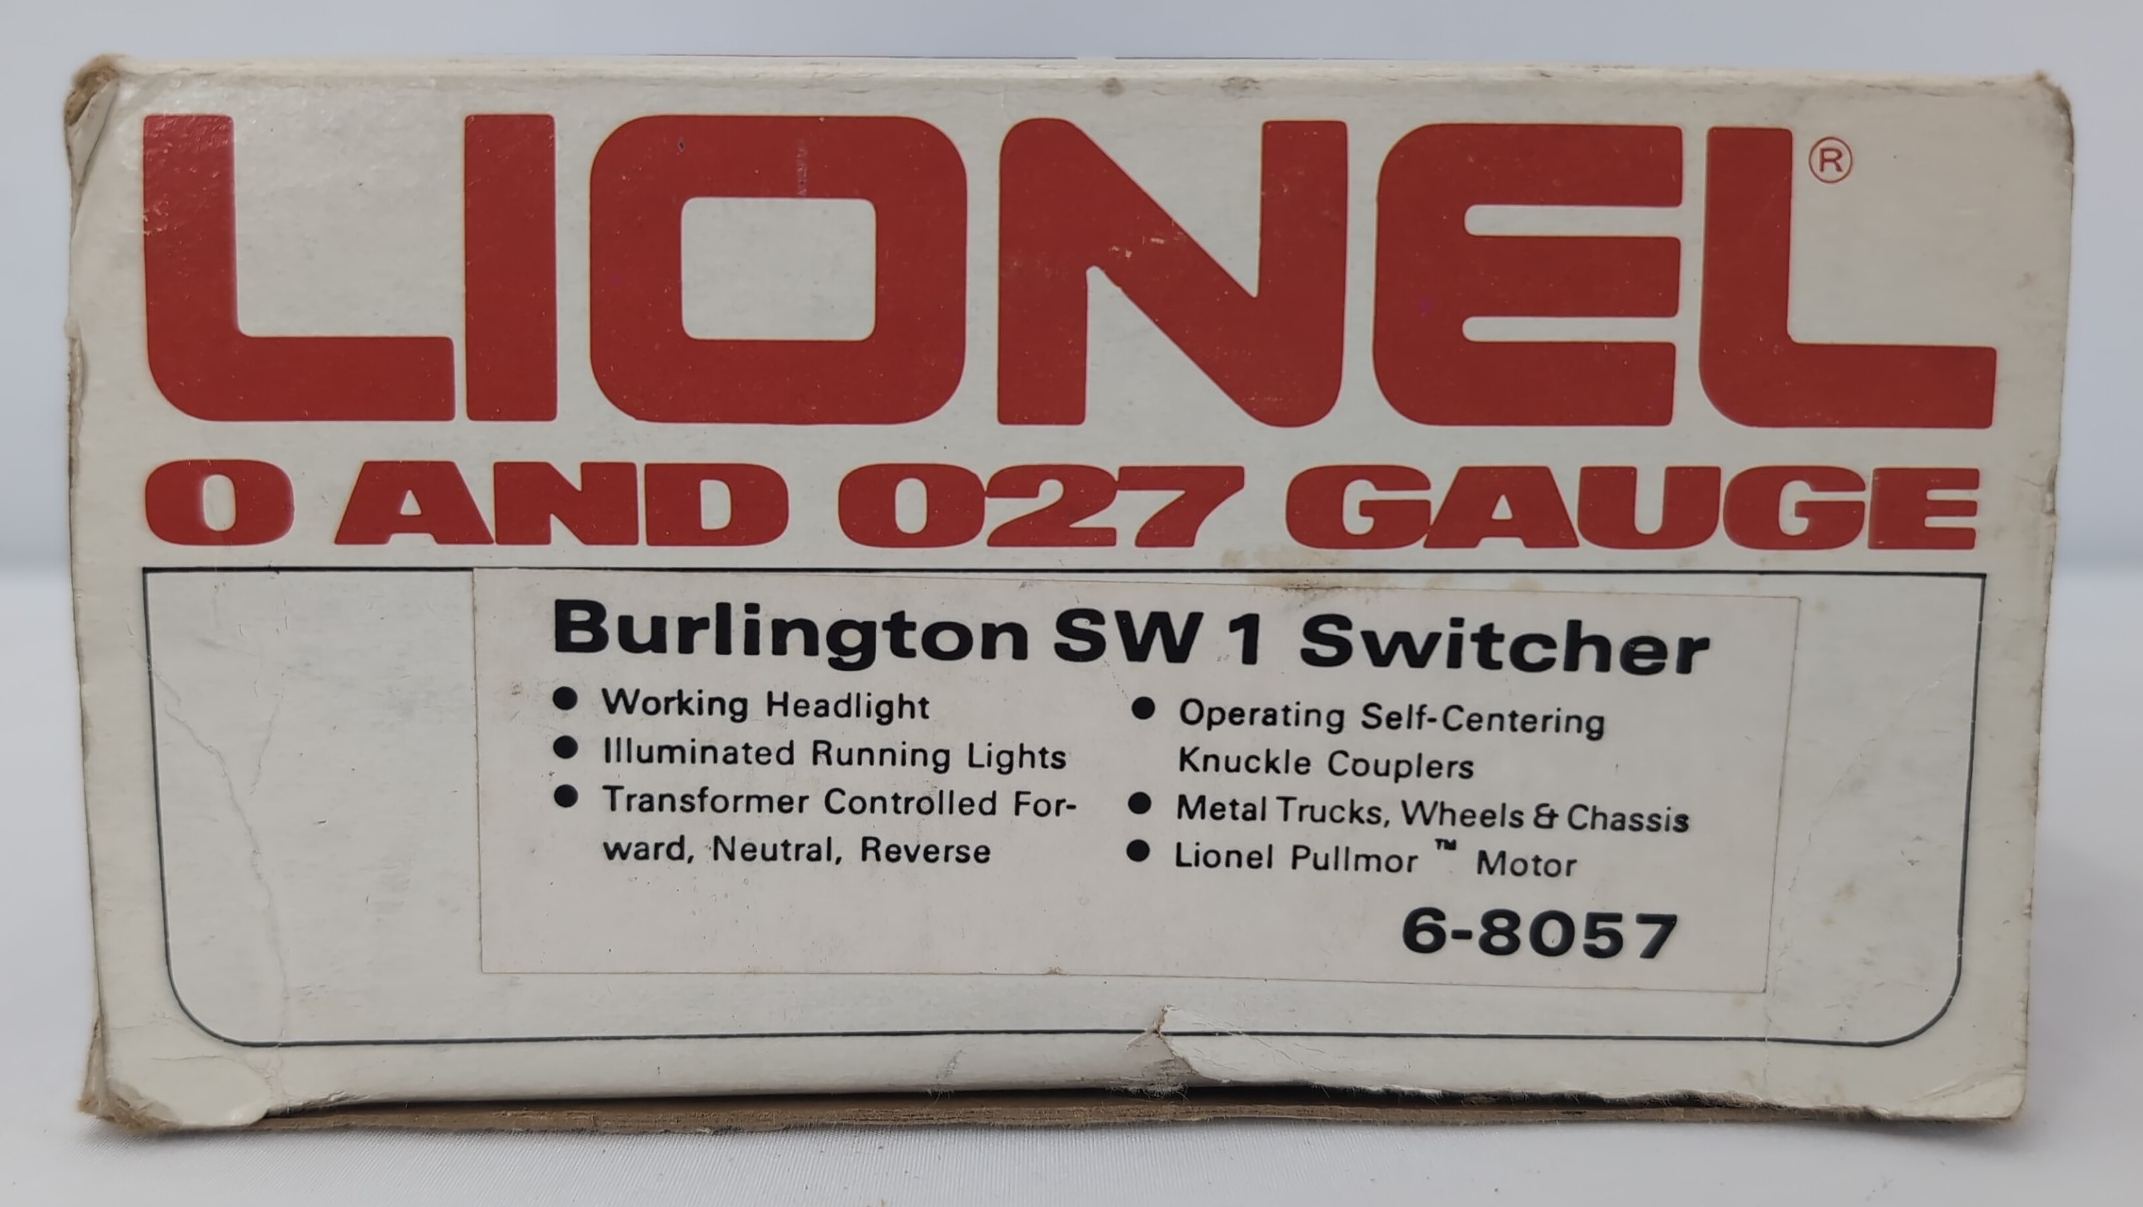 LIONEL®
O AND O27 GAUGE
Burlington SW 1 Switcher
● Working Headlight
● Illuminated Running Lights
● Transformer Controlled For-
ward, Neutral, Reverse
● Operating Self-Centering
Knuckle Couplers
● Metal Trucks, Wheels & Chassis
● Lionel Pullmor ™ Motor
6-8057